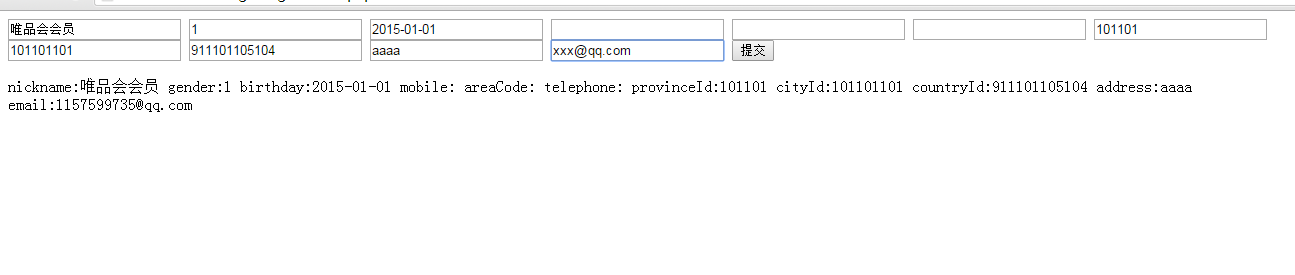 唯品会会员 1 2015-01-01 101101
101101101 911101105104 aaaa xxx@qq.com 提交
nickname:唯品会会员 gender:1 birthday:2015-01-01 mobile: areaCode: telephone: provinceId:101101 cityId:101101101 countryId:911101105104 address:aaaa
email:1157599735@qq.com